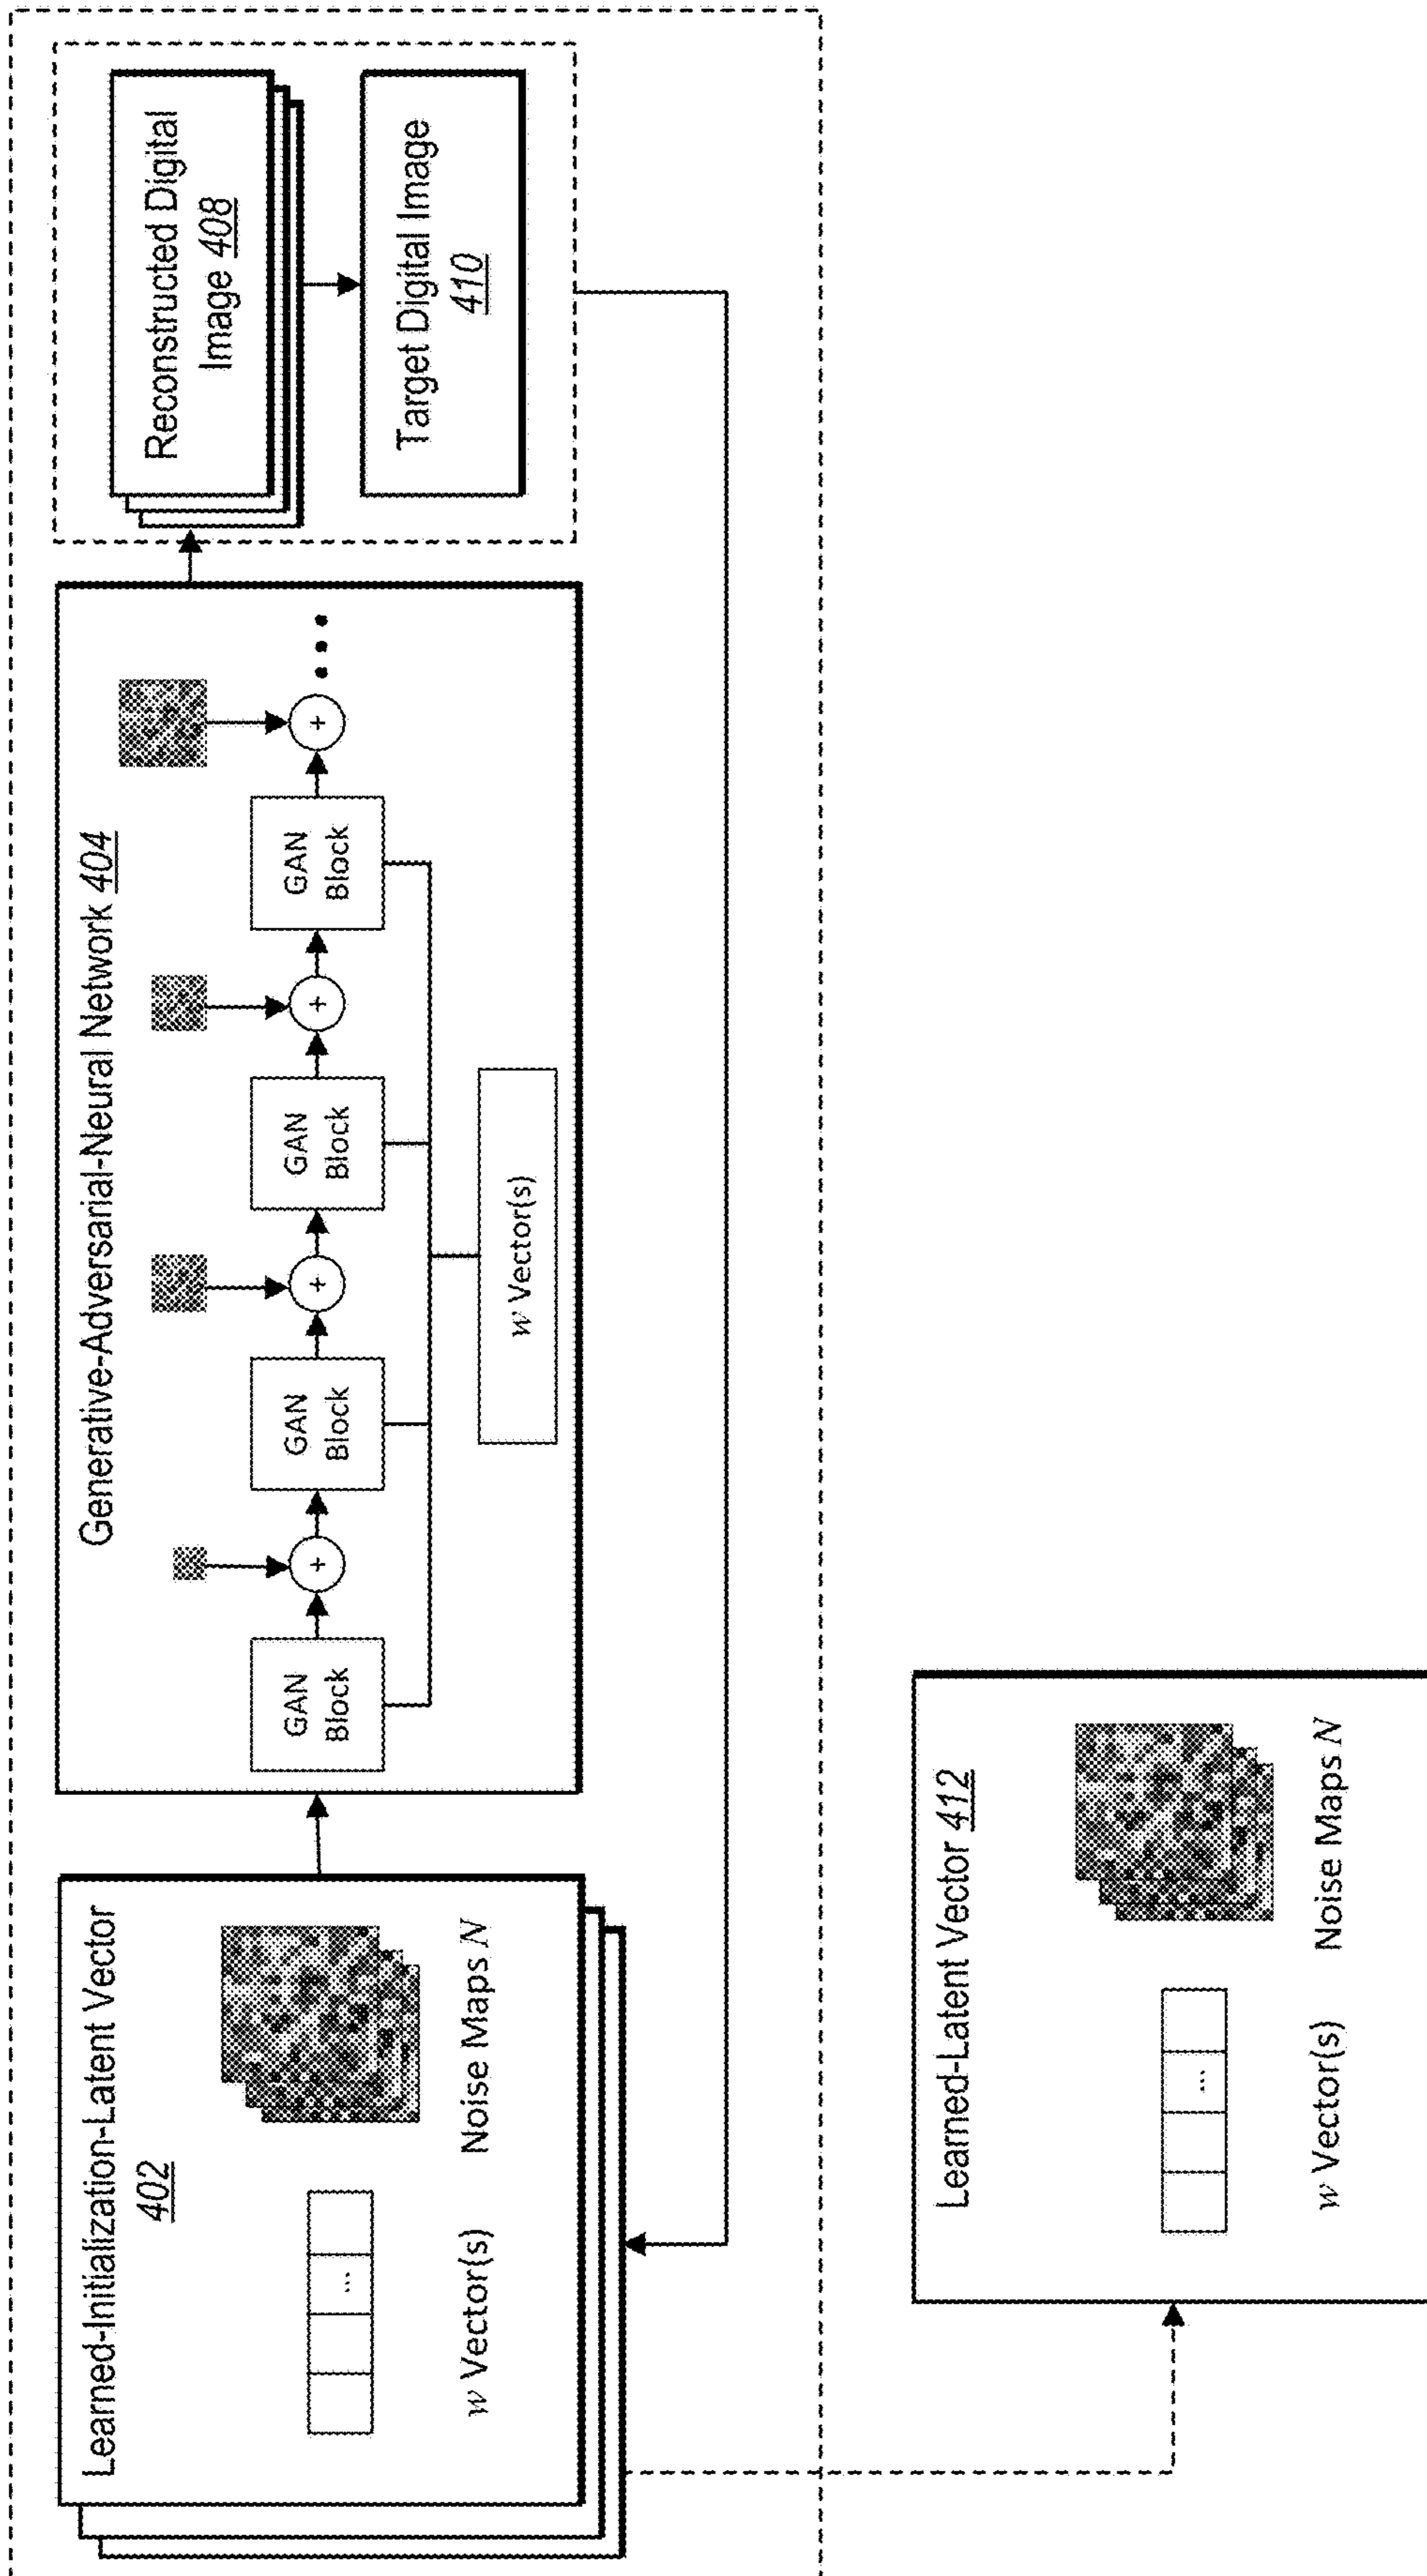 Learned-Initialization-Latent Vector
402
...
w Vector(s)
Noise Maps N
Generative-Adversarial-Neural Network 404
GAN
Block
+
GAN
Block
+
GAN
Block
+
GAN
Block
+
w Vector(s)
Reconstructed Digital
Image 408
Target Digital Image
410
Learned-Latent Vector 412
...
w Vector(s)
Noise Maps N